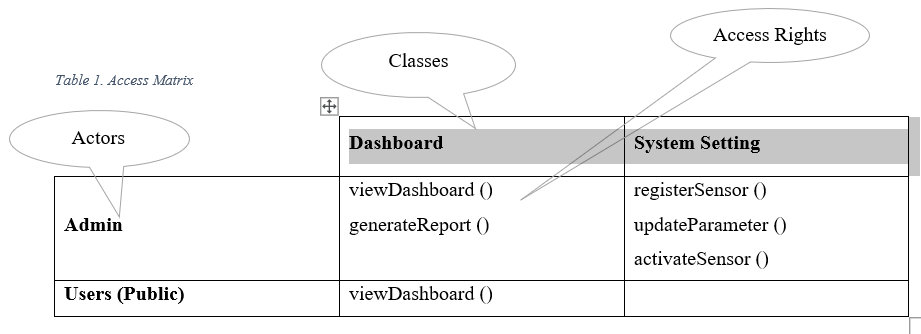 Access Rights
Classes
Table 1. Access Matrix
Actors
Dashboard
System Setting
Admin
viewDashboard ()
generateReport ()
registerSensor ()
updateParameter ()
activateSensor ()
Users (Public)
viewDashboard ()